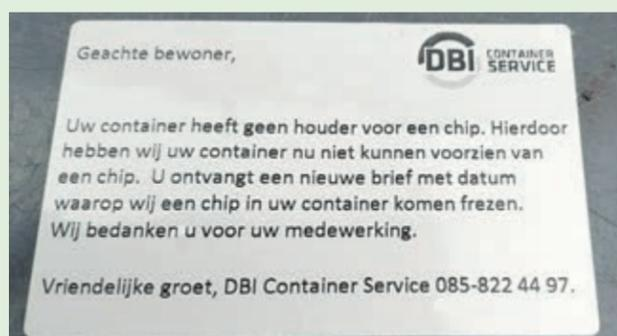 Geachte bewoner,
DBI CONTAINER
SERVICE
Uw container heeft geen houder voor een chip. Hierdoor
hebben wij uw container nu niet kunnen voorzien van
een chip. U ontvangt een nieuwe brief met datum
waarop wij een chip in uw container komen frezen.
Wij bedanken u voor uw medewerking.
Vriendelijke groet, DBI Container Service 085-822 44 97.